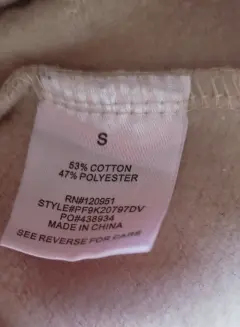 S
53% COTTON
47% POLYESTER
RN#120951
STYLE#PF9K20797DV
PO#438934
MADE IN CHINA
SEE REVERSE FOR CARE